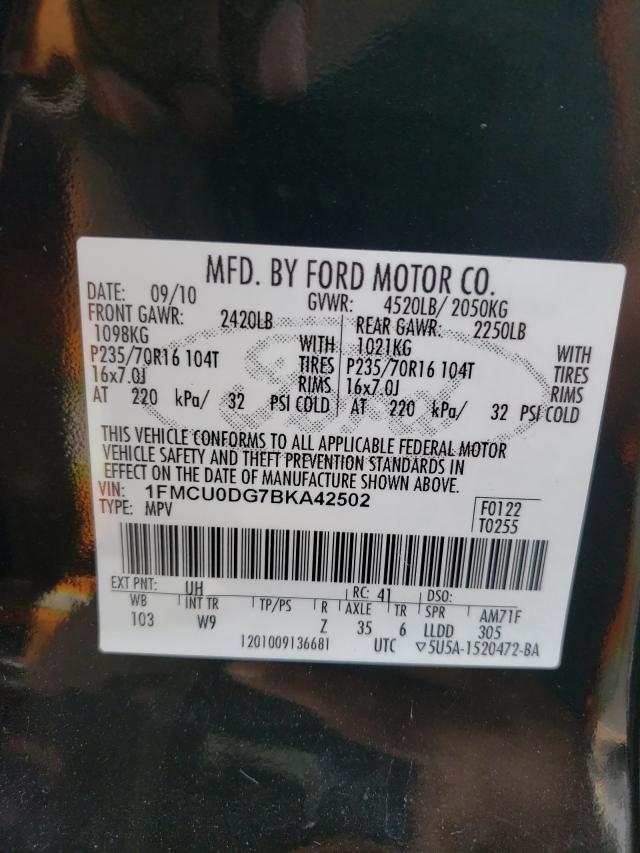 MFD. BY FORD MOTOR CO.
DATE: 09/10 GVWR: 4520LB/ 2050KG
FRONT GAWR: 2420LB REAR GAWR: 2250LB
1098KG WITH 1021KG WITH
P235/70R16 104T TIRES P235/70R16 104T TIRES
16x7.0J RIMS 16x7.0J RIMS
AT 220 kPa/ 32 PSI COLD AT 220 kPa/ 32 PSI COLD
Ford
THIS VEHICLE CONFORMS TO ALL APPLICABLE FEDERAL MOTOR
VEHICLE SAFETY AND THEFT PREVENTION STANDARDS IN
EFFECT ON THE DATE OF MANUFACTURE SHOWN ABOVE.
VIN: 1FMCU0DG7BKA42502 F0122
TYPE: MPV T0255
EXT PNT: UH RC: 41 DSO:
WB INT TR TP/PS R AXLE TR SPR AM71F
103 W9 Z 35 6 LLDD 305
1201009136681 UTC ▽5U5A-1520472-BA